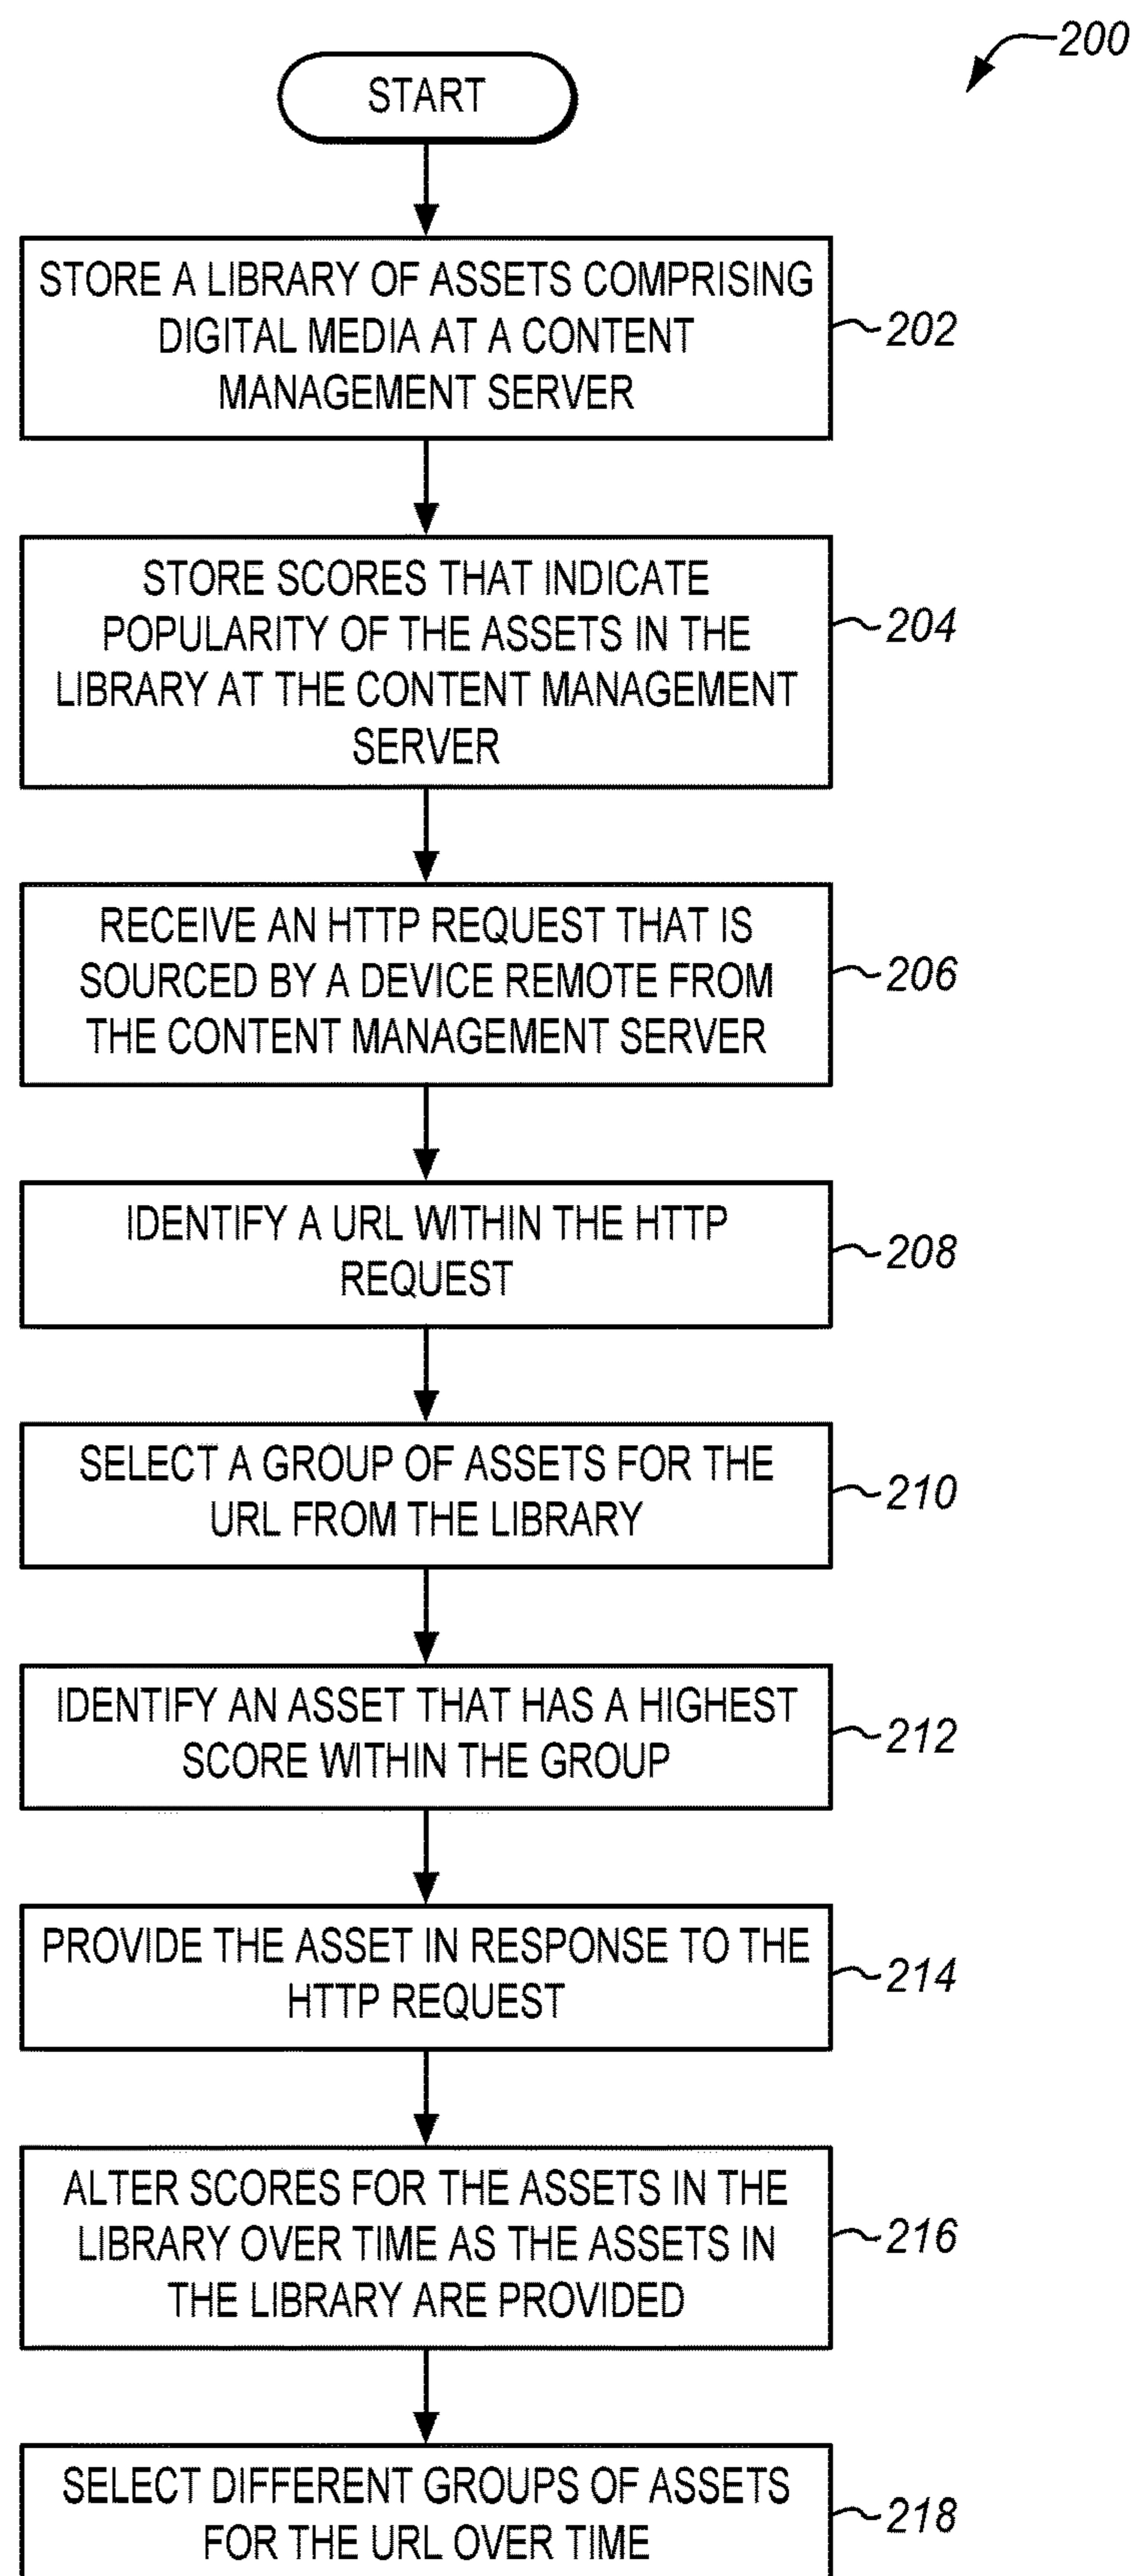 200
START
STORE A LIBRARY OF ASSETS COMPRISING
DIGITAL MEDIA AT A CONTENT
MANAGEMENT SERVER
202
STORE SCORES THAT INDICATE
POPULARITY OF THE ASSETS IN THE
LIBRARY AT THE CONTENT MANAGEMENT
SERVER
204
RECEIVE AN HTTP REQUEST THAT IS
SOURCED BY A DEVICE REMOTE FROM
THE CONTENT MANAGEMENT SERVER
206
IDENTIFY A URL WITHIN THE HTTP
REQUEST
208
SELECT A GROUP OF ASSETS FOR THE
URL FROM THE LIBRARY
210
IDENTIFY AN ASSET THAT HAS A HIGHEST
SCORE WITHIN THE GROUP
212
PROVIDE THE ASSET IN RESPONSE TO THE
HTTP REQUEST
214
ALTER SCORES FOR THE ASSETS IN THE
LIBRARY OVER TIME AS THE ASSETS IN
THE LIBRARY ARE PROVIDED
216
SELECT DIFFERENT GROUPS OF ASSETS
FOR THE URL OVER TIME
218